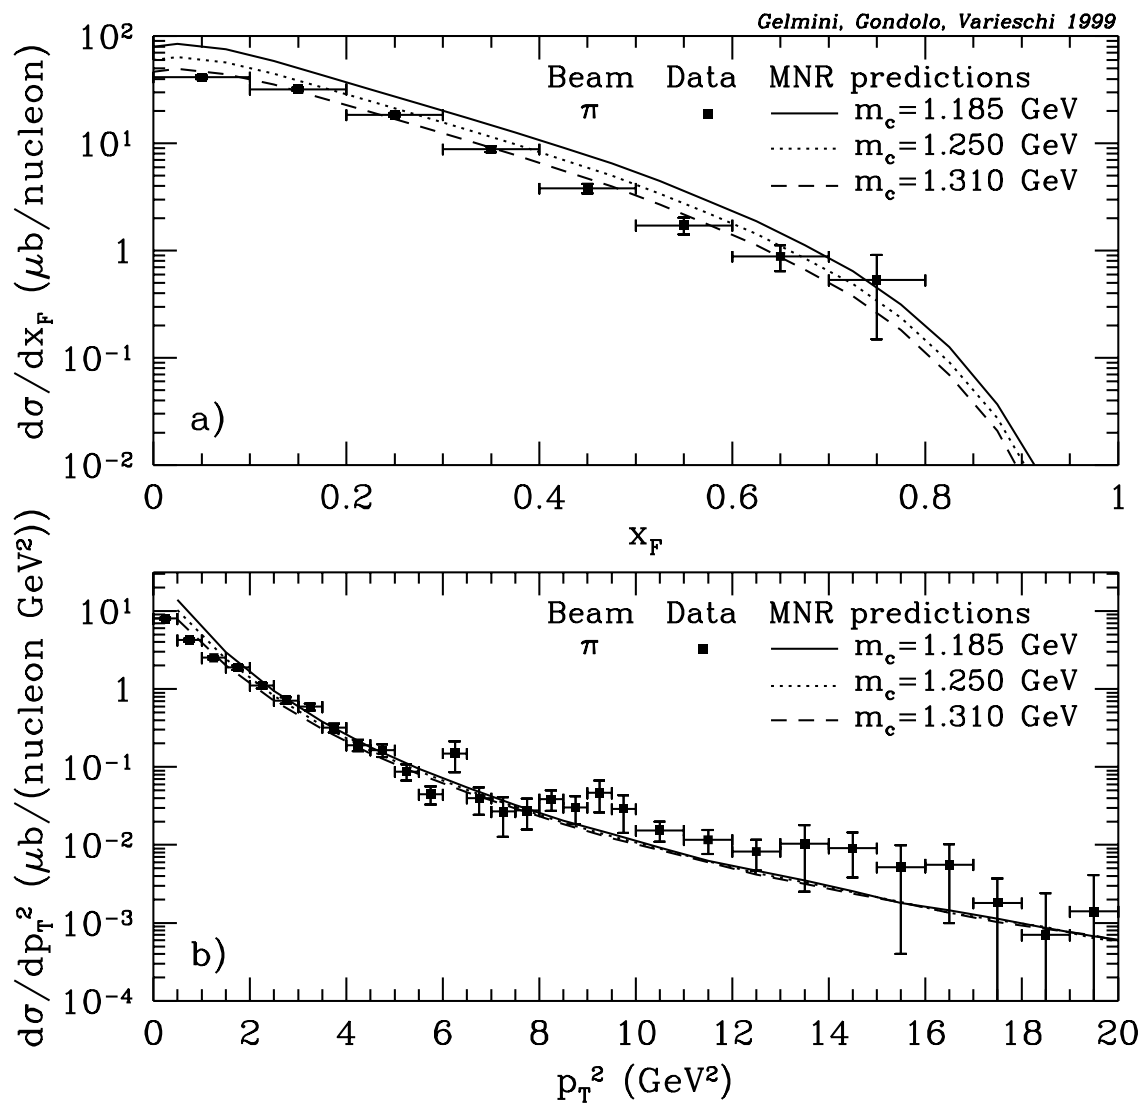 Gelmini, Gondolo, Varieschi 1999
dσ/dx_F (μb/nucleon)
10²
10¹
1
10⁻¹
10⁻²
Beam Data MNR predictions
π m_c=1.185 GeV
m_c=1.250 GeV
m_c=1.310 GeV
a)
0 0.2 0.4 0.6 0.8 1
x_F
dσ/dp_T² (μb/(nucleon GeV²))
10¹
1
10⁻¹
10⁻²
10⁻³
10⁻⁴
Beam Data MNR predictions
π m_c=1.185 GeV
m_c=1.250 GeV
m_c=1.310 GeV
b)
0 2 4 6 8 10 12 14 16 18 20
p_T² (GeV²)